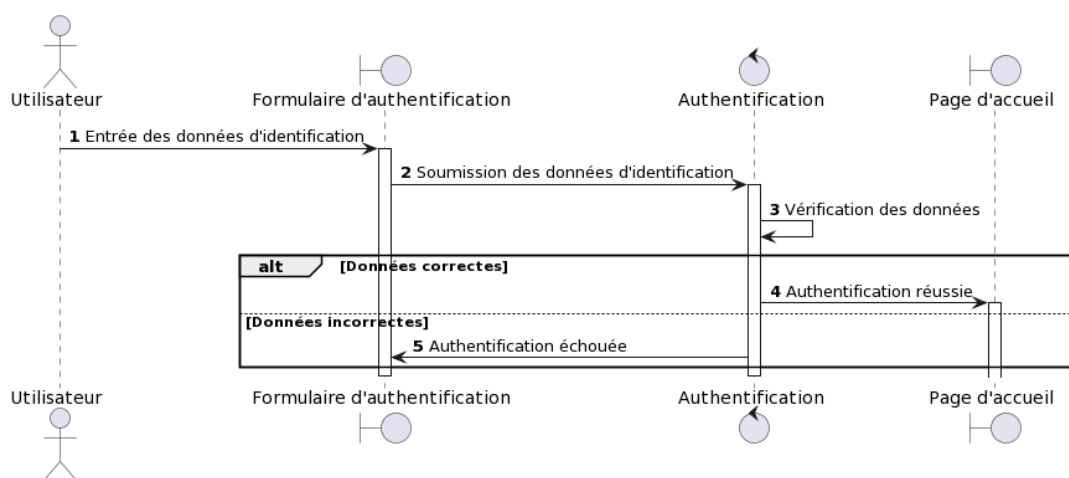 Utilisateur
Formulaire d'authentification
Authentification
Page d'accueil
1 Entrée des données d'identification
2 Soumission des données d'identification
3 Vérification des données
alt [Données correctes]
4 Authentification réussie
[Données incorrectes]
5 Authentification échouée
Utilisateur
Formulaire d'authentification
Authentification
Page d'accueil